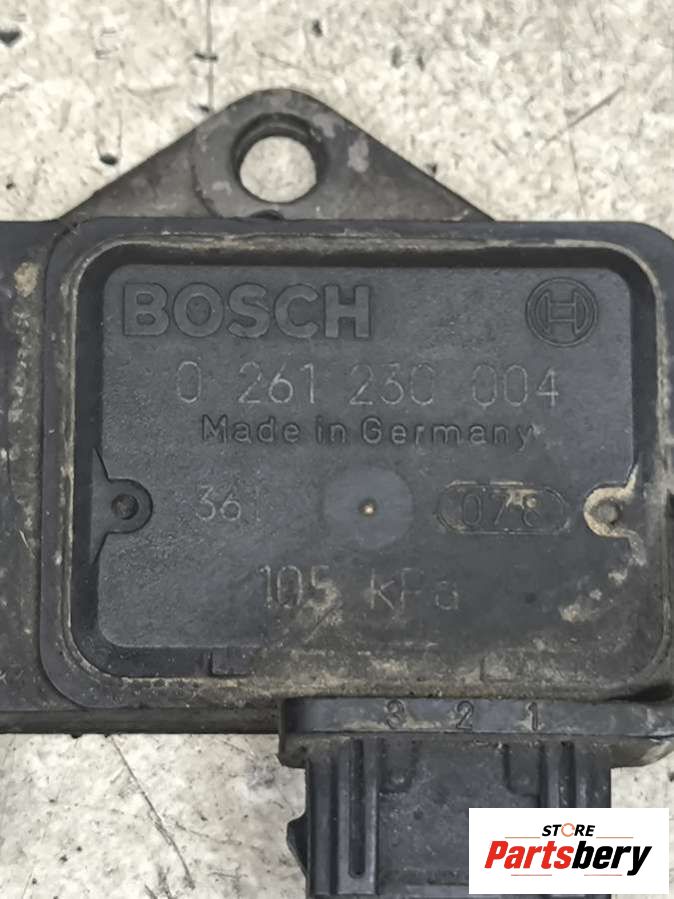 BOSCH
0 261 230 004
Made in Germany
361 078
105 kPa
3 2 1
STORE
Partsbery